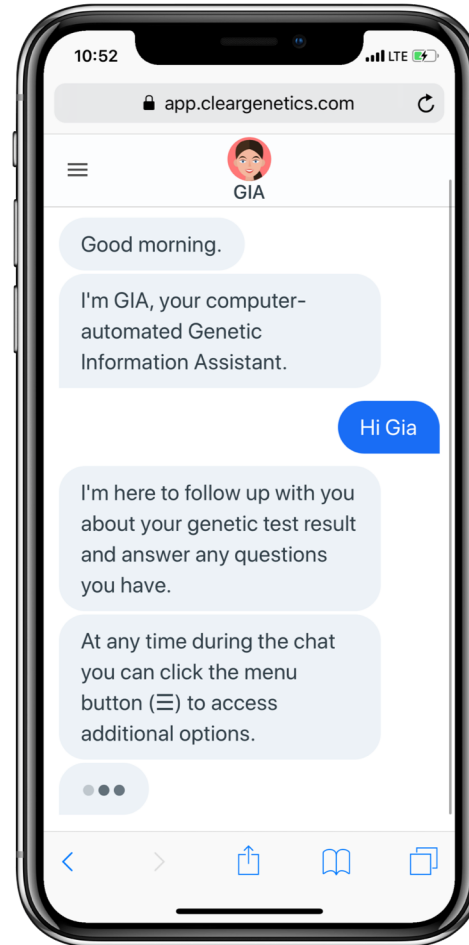 10:52
LTE
app.cleargenetics.com
GIA
Good morning.
I'm GIA, your computer-
automated Genetic
Information Assistant.
Hi Gia
I'm here to follow up with you
about your genetic test result
and answer any questions
you have.
At any time during the chat
you can click the menu
button (☰) to access
additional options.